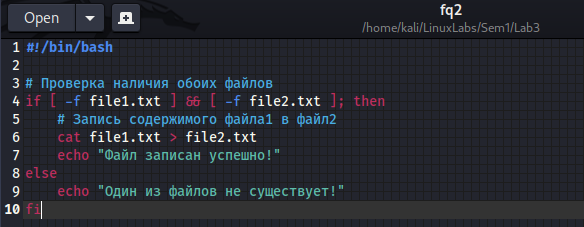 Open
fq2
/home/kali/LinuxLabs/Sem1/Lab3
1 #!/bin/bash
2
3 # Проверка наличия обоих файлов
4 if [ -f file1.txt ] && [ -f file2.txt ]; then
5     # Запись содержимого файла1 в файл2
6     cat file1.txt > file2.txt
7     echo "Файл записан успешно!"
8 else
9     echo "Один из файлов не существует!"
10 fi